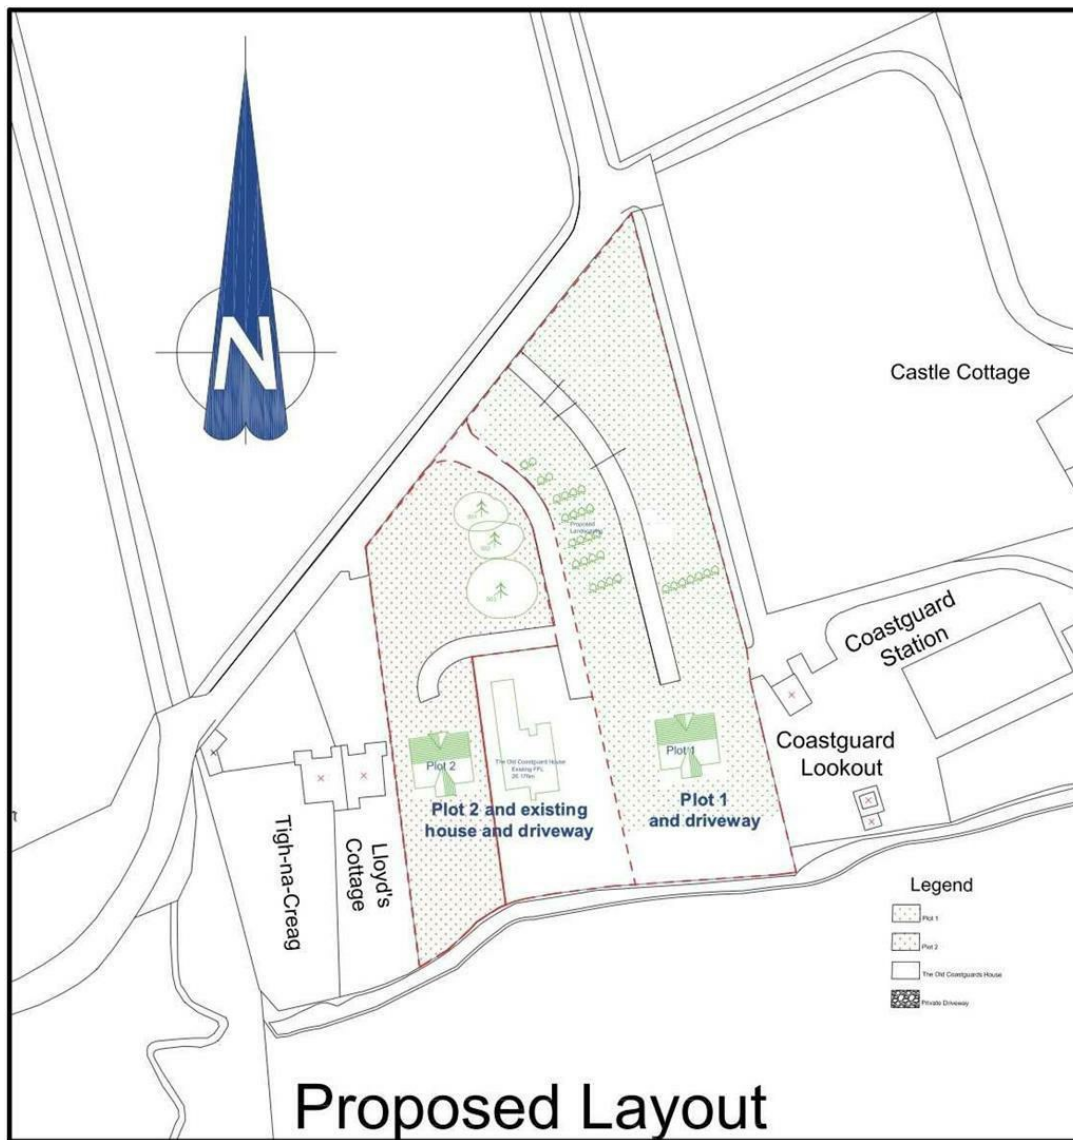 N
Castle Cottage
Proposed
Landscaping
Coastguard
Station
Coastguard
Lookout
Plot 2
The Old Coastguard House
Existing FFL
Plot 1
Plot 2 and existing
house and driveway
Plot 1
and driveway
Tigh-na-Creag
Lloyd's
Cottage
Legend
Plot 1
Plot 2
The Old Coastguards House
Private Driveway
Proposed Layout